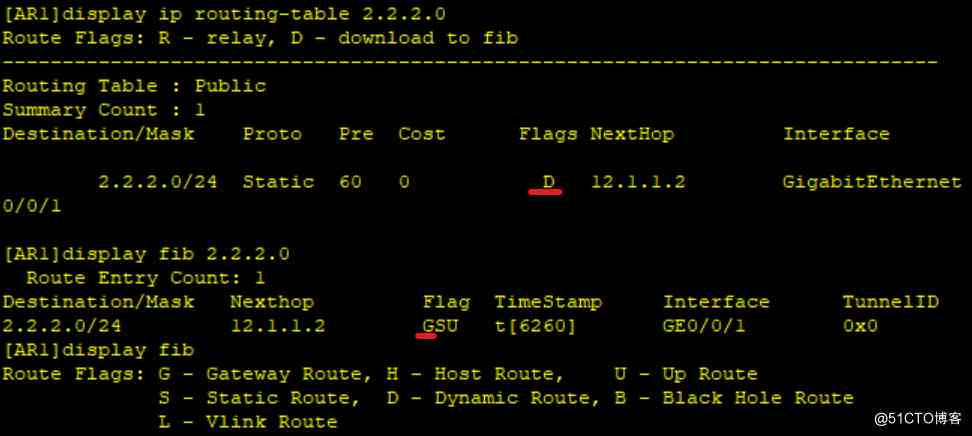 [AR1]display ip routing-table 2.2.2.0
Route Flags: R - relay, D - download to fib
------------------------------------------------------------------------------
Routing Table : Public
Summary Count : 1
Destination/Mask    Proto   Pre  Cost      Flags NextHop         Interface
        2.2.2.0/24  Static  60   0           D   12.1.1.2        GigabitEthernet
0/0/1
[AR1]display fib 2.2.2.0
  Route Entry Count: 1
Destination/Mask   Nexthop         Flag  TimeStamp     Interface      TunnelID
2.2.2.0/24         12.1.1.2        GSU   t[6260]       GE0/0/1        0x0
[AR1]display fib
Route Flags: G - Gateway Route, H - Host Route,    U - Up Route
             S - Static Route,  D - Dynamic Route, B - Black Hole Route
             L - Vlink Route
@51CTO博客